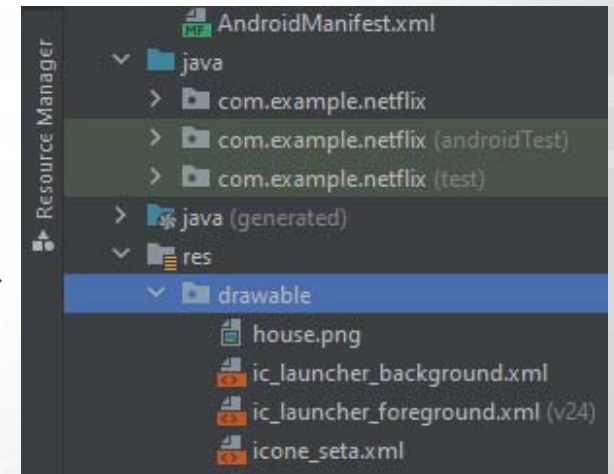 AndroidManifest.xml
MF
Resource Manager
java
com.example.netflix
com.example.netflix (androidTest)
com.example.netflix (test)
java (generated)
res
drawable
house.png
ic_launcher_background.xml
ic_launcher_foreground.xml (v24)
icone_seta.xml